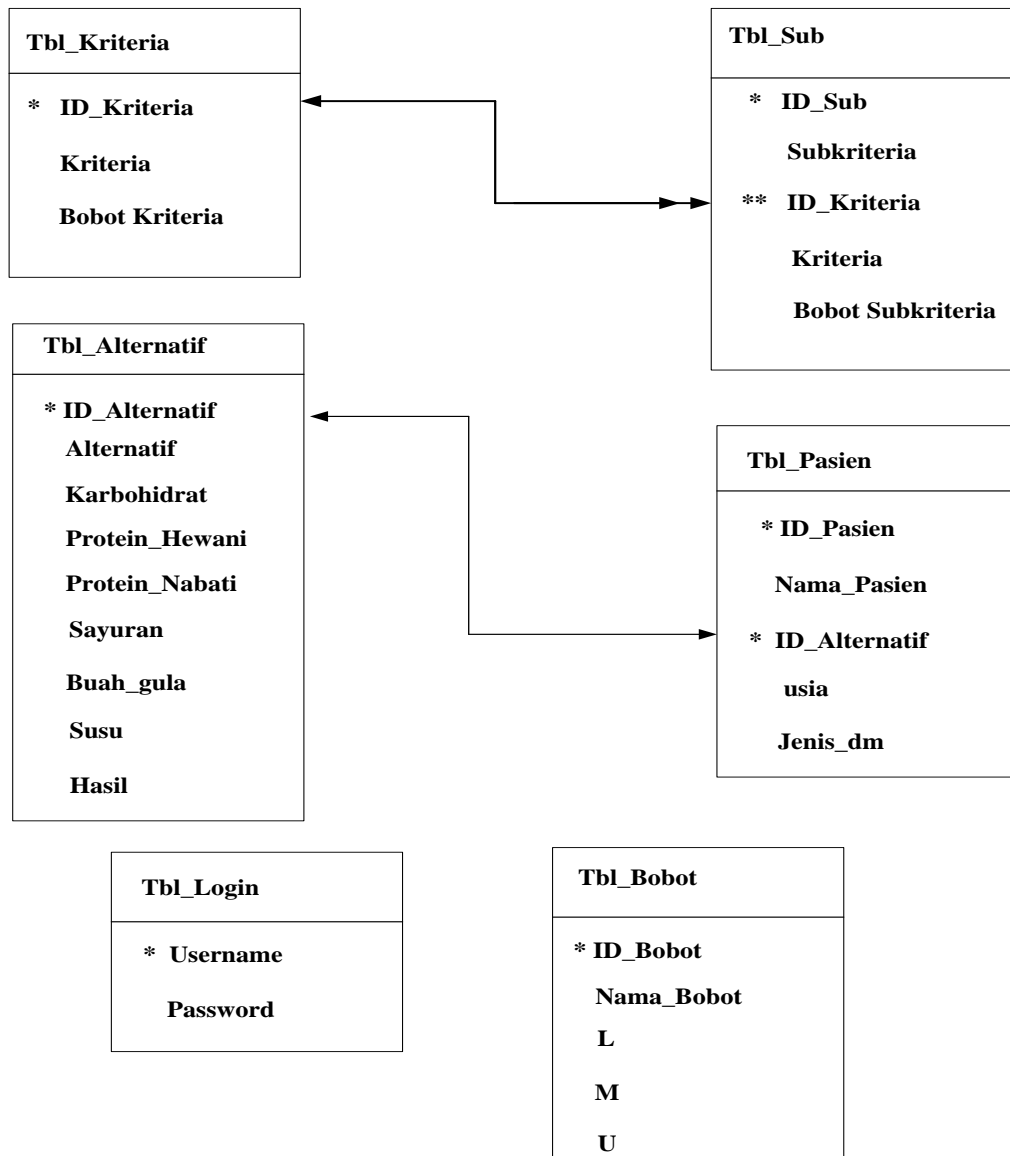 Tbl_Kriteria
* ID_Kriteria
Kriteria
Bobot Kriteria
Tbl_Sub
* ID_Sub
Subkriteria
** ID_Kriteria
Kriteria
Bobot Subkriteria
Tbl_Alternatif
* ID_Alternatif
Alternatif
Karbohidrat
Protein_Hewani
Protein_Nabati
Sayuran
Buah_gula
Susu
Hasil
Tbl_Pasien
* ID_Pasien
Nama_Pasien
* ID_Alternatif
usia
Jenis_dm
Tbl_Login
* Username
Password
Tbl_Bobot
* ID_Bobot
Nama_Bobot
L
M
U